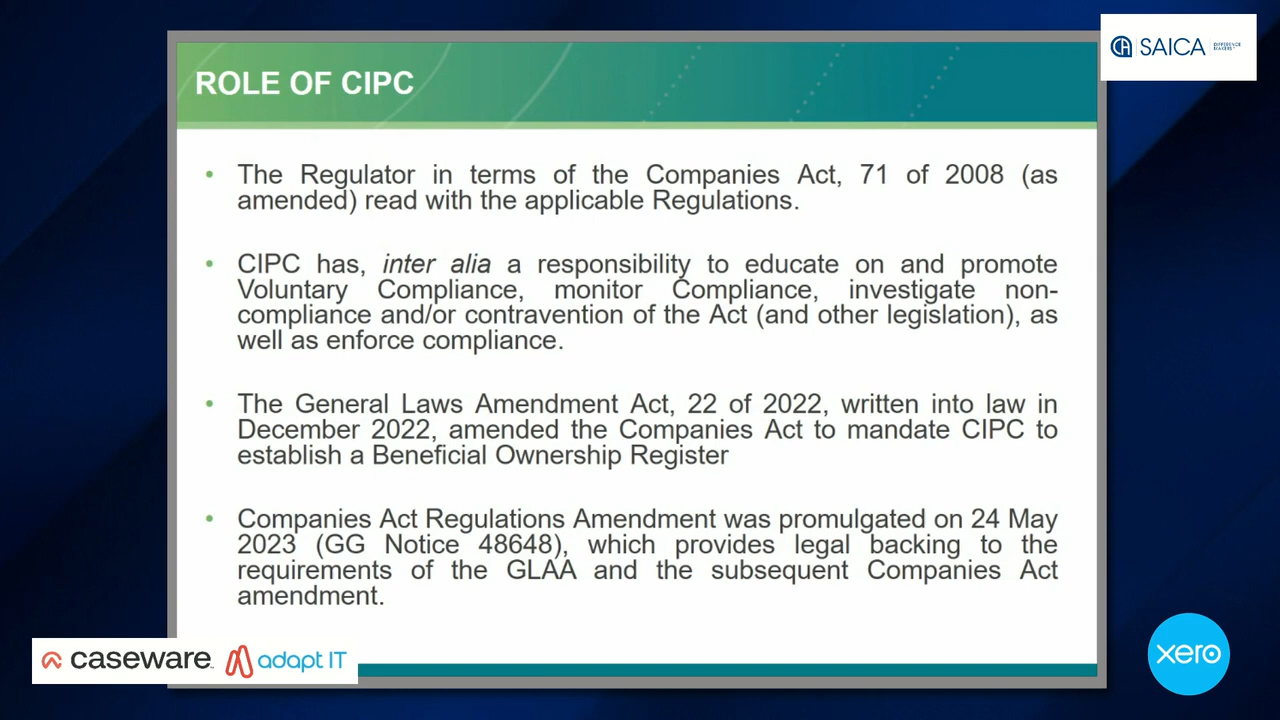 ROLE OF CIPC
SAICA
DIFFERENCE
MAKERS
• The Regulator in terms of the Companies Act, 71 of 2008 (as
amended) read with the applicable Regulations.
• CIPC has, inter alia a responsibility to educate on and promote
Voluntary Compliance, monitor Compliance, investigate non-
compliance and/or contravention of the Act (and other legislation), as
well as enforce compliance.
• The General Laws Amendment Act, 22 of 2022, written into law in
December 2022, amended the Companies Act to mandate CIPC to
establish a Beneficial Ownership Register
• Companies Act Regulations Amendment was promulgated on 24 May
2023 (GG Notice 48648), which provides legal backing to the
requirements of the GLAA and the subsequent Companies Act
amendment.
caseware
adapt IT
xero